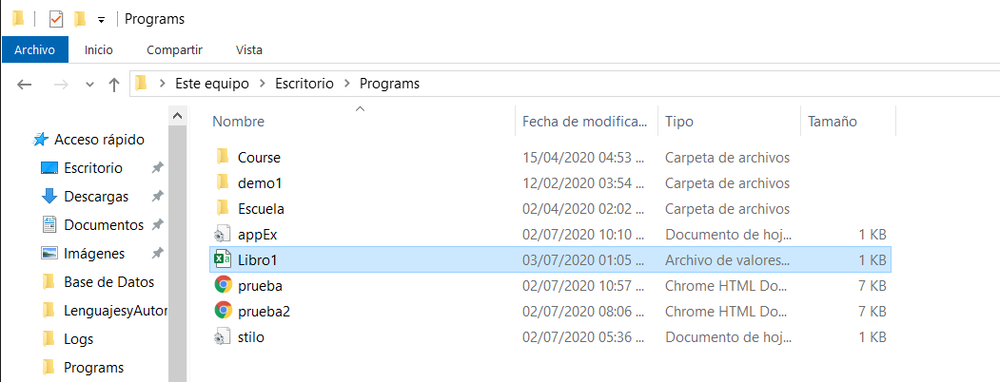 Programs
Archivo Inicio Compartir Vista
Este equipo Escritorio Programs
Nombre Fecha de modifica... Tipo Tamaño
Acceso rápido
Escritorio
Descargas
Documentos
Imágenes
Base de Datos
LenguajesyAutor
Logs
Programs
Course 15/04/2020 04:53 ... Carpeta de archivos
demo1 12/02/2020 03:54 ... Carpeta de archivos
Escuela 02/04/2020 02:02 ... Carpeta de archivos
appEx 02/07/2020 10:10 ... Documento de hoj... 1 KB
Libro1 03/07/2020 01:05 ... Archivo de valores... 1 KB
prueba 02/07/2020 10:57 ... Chrome HTML Do... 7 KB
prueba2 02/07/2020 08:06 ... Chrome HTML Do... 7 KB
stilo 02/07/2020 05:36 ... Documento de hoj... 1 KB